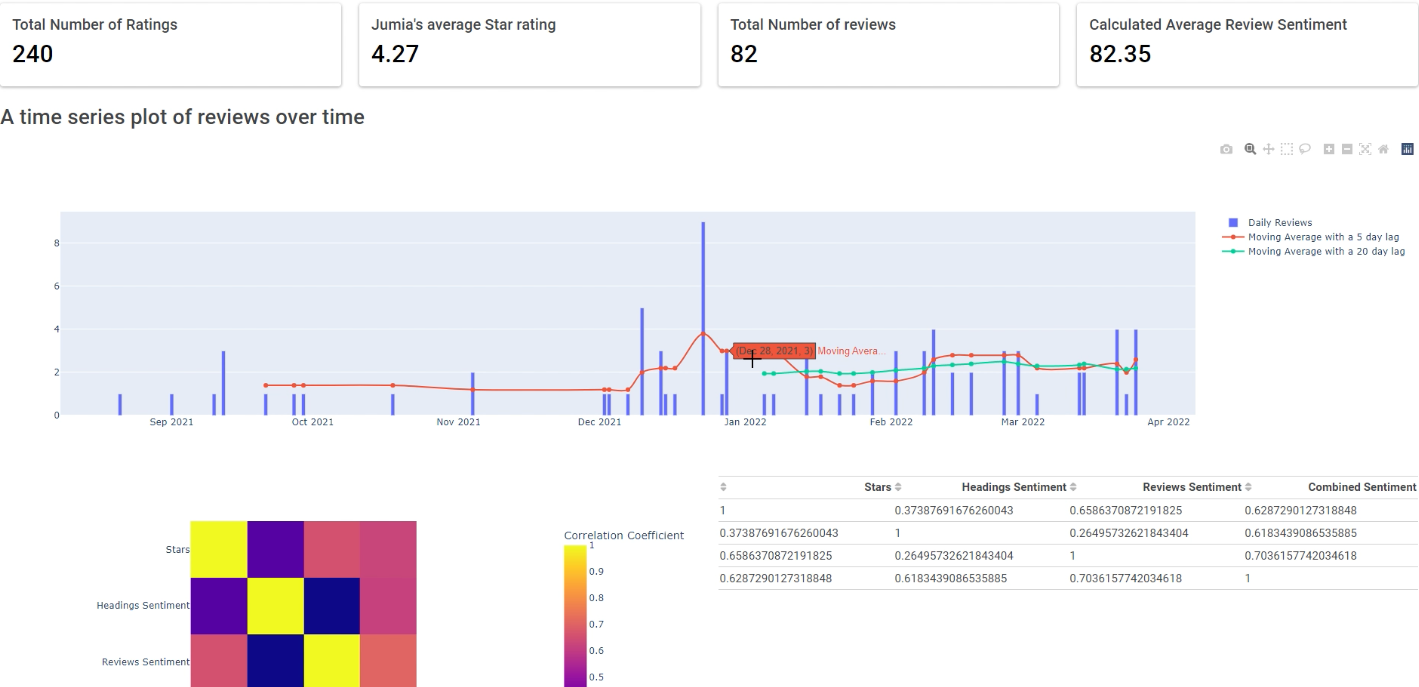 Total Number of Ratings
240
Jumia's average Star rating
4.27
Total Number of reviews
82
Calculated Average Review Sentiment
82.35
A time series plot of reviews over time
Daily Reviews
Moving Average with a 5 day lag
Moving Average with a 20 day lag
8
6
4
2
0
(Dec 28, 2021, 3) Moving Avera...
Sep 2021 Oct 2021 Nov 2021 Dec 2021 Jan 2022 Feb 2022 Mar 2022 Apr 2022
Stars
Headings Sentiment
Reviews Sentiment
Correlation Coefficient
1
0.9
0.8
0.7
0.6
0.5
Stars Headings Sentiment Reviews Sentiment Combined Sentiment
1 0.37387691676260043 0.6586370872191825 0.6287290127318848
0.37387691676260043 1 0.26495732621843404 0.6183439086535885
0.6586370872191825 0.26495732621843404 1 0.7036157742034618
0.6287290127318848 0.6183439086535885 0.7036157742034618 1